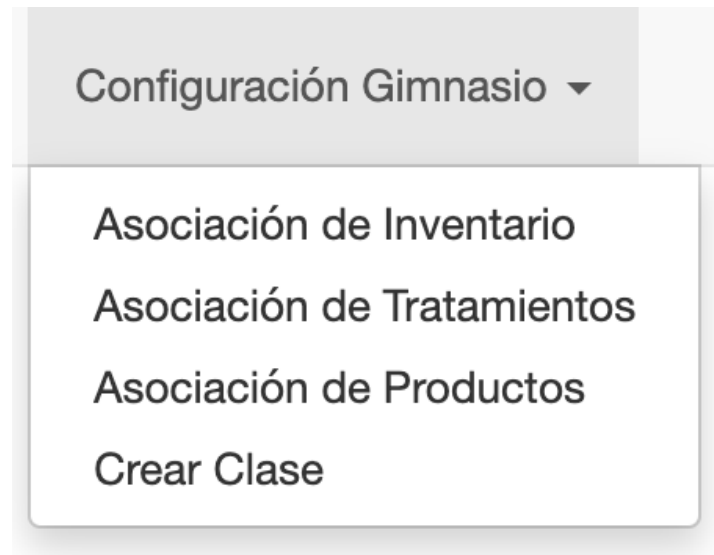 Configuración Gimnasio
Asociación de Inventario
Asociación de Tratamientos
Asociación de Productos
Crear Clase